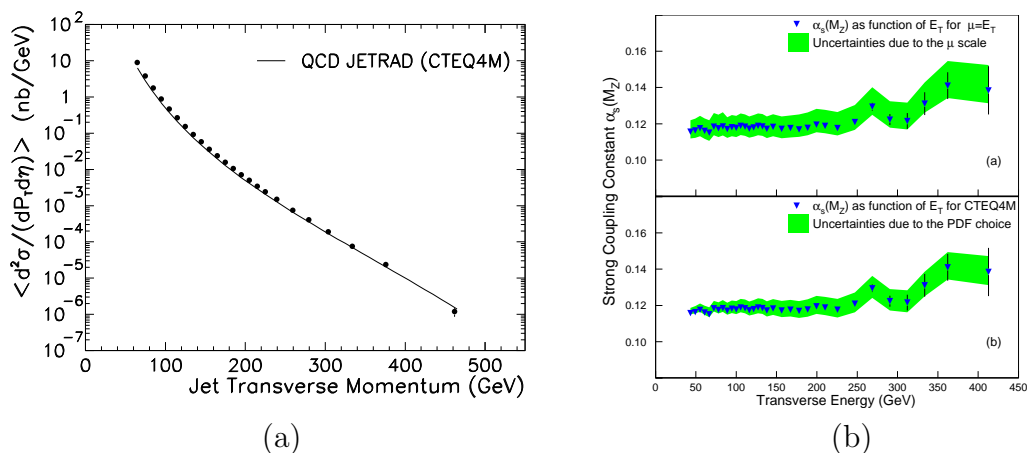 <d²σ/(dP_T dη)> (nb/GeV)
10²
10
1
10⁻¹
10⁻²
10⁻³
10⁻⁴
10⁻⁵
10⁻⁶
10⁻⁷
QCD JETRAD (CTEQ4M)
0 100 200 300 400 500
Jet Transverse Momentum (GeV)
(a)
Strong Coupling Constant α_s(M_Z)
α_s(M_Z) as function of E_T for μ=E_T
Uncertainties due to the μ scale
0.16
0.14
0.12
0.10
(a)
α_s(M_Z) as function of E_T for CTEQ4M
Uncertainties due to the PDF choice
0.16
0.14
0.12
0.10
(b)
0 50 100 150 200 250 300 350 400 450
Transverse Energy (GeV)
(b)